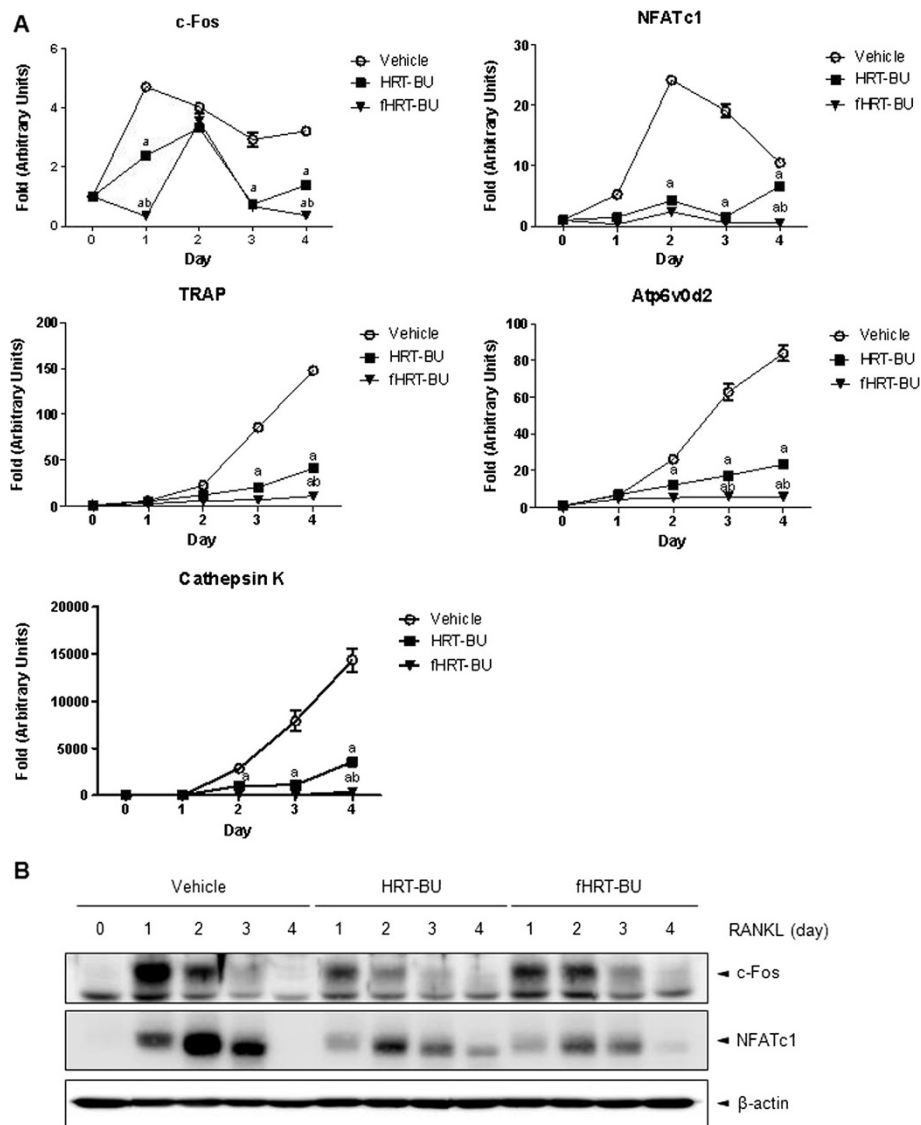 A
c-Fos
Fold (Arbitrary Units)
6
4
2
0
a
ab
a
a
ab
0 1 2 3 4
Day
Vehicle
HRT-BU
fHRT-BU
NFATc1
Fold (Arbitrary Units)
30
20
10
0
a
a
a
ab
0 1 2 3 4
Day
Vehicle
HRT-BU
fHRT-BU
TRAP
Fold (Arbitrary Units)
200
150
100
50
0
a
a
ab
0 1 2 3 4
Day
Vehicle
HRT-BU
fHRT-BU
Atp6v0d2
Fold (Arbitrary Units)
100
80
60
40
20
0
a
a
ab
a
ab
0 1 2 3 4
Day
Vehicle
HRT-BU
fHRT-BU
Cathepsin K
Fold (Arbitrary Units)
20000
15000
10000
5000
0
a
a
a
ab
0 1 2 3 4
Day
Vehicle
HRT-BU
fHRT-BU
B
Vehicle HRT-BU fHRT-BU
0 1 2 3 4 1 2 3 4 1 2 3 4 RANKL (day)
c-Fos
NFATc1
β-actin